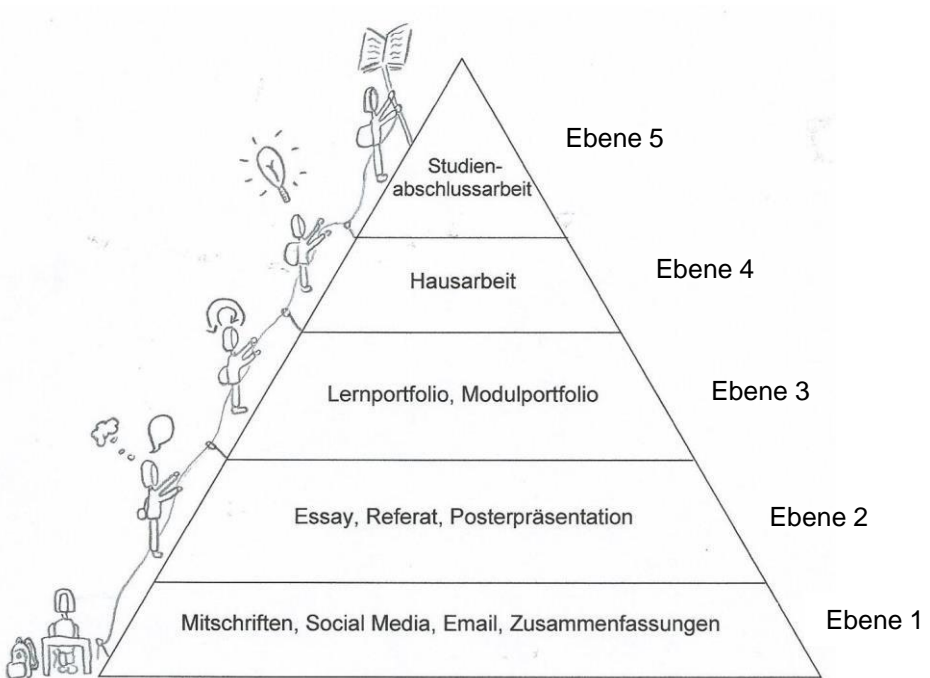 Ebene 5
Studien-
abschlussarbeit
Ebene 4
Hausarbeit
Ebene 3
Lernportfolio, Modulportfolio
Ebene 2
Essay, Referat, Posterpräsentation
Ebene 1
Mitschriften, Social Media, Email, Zusammenfassungen